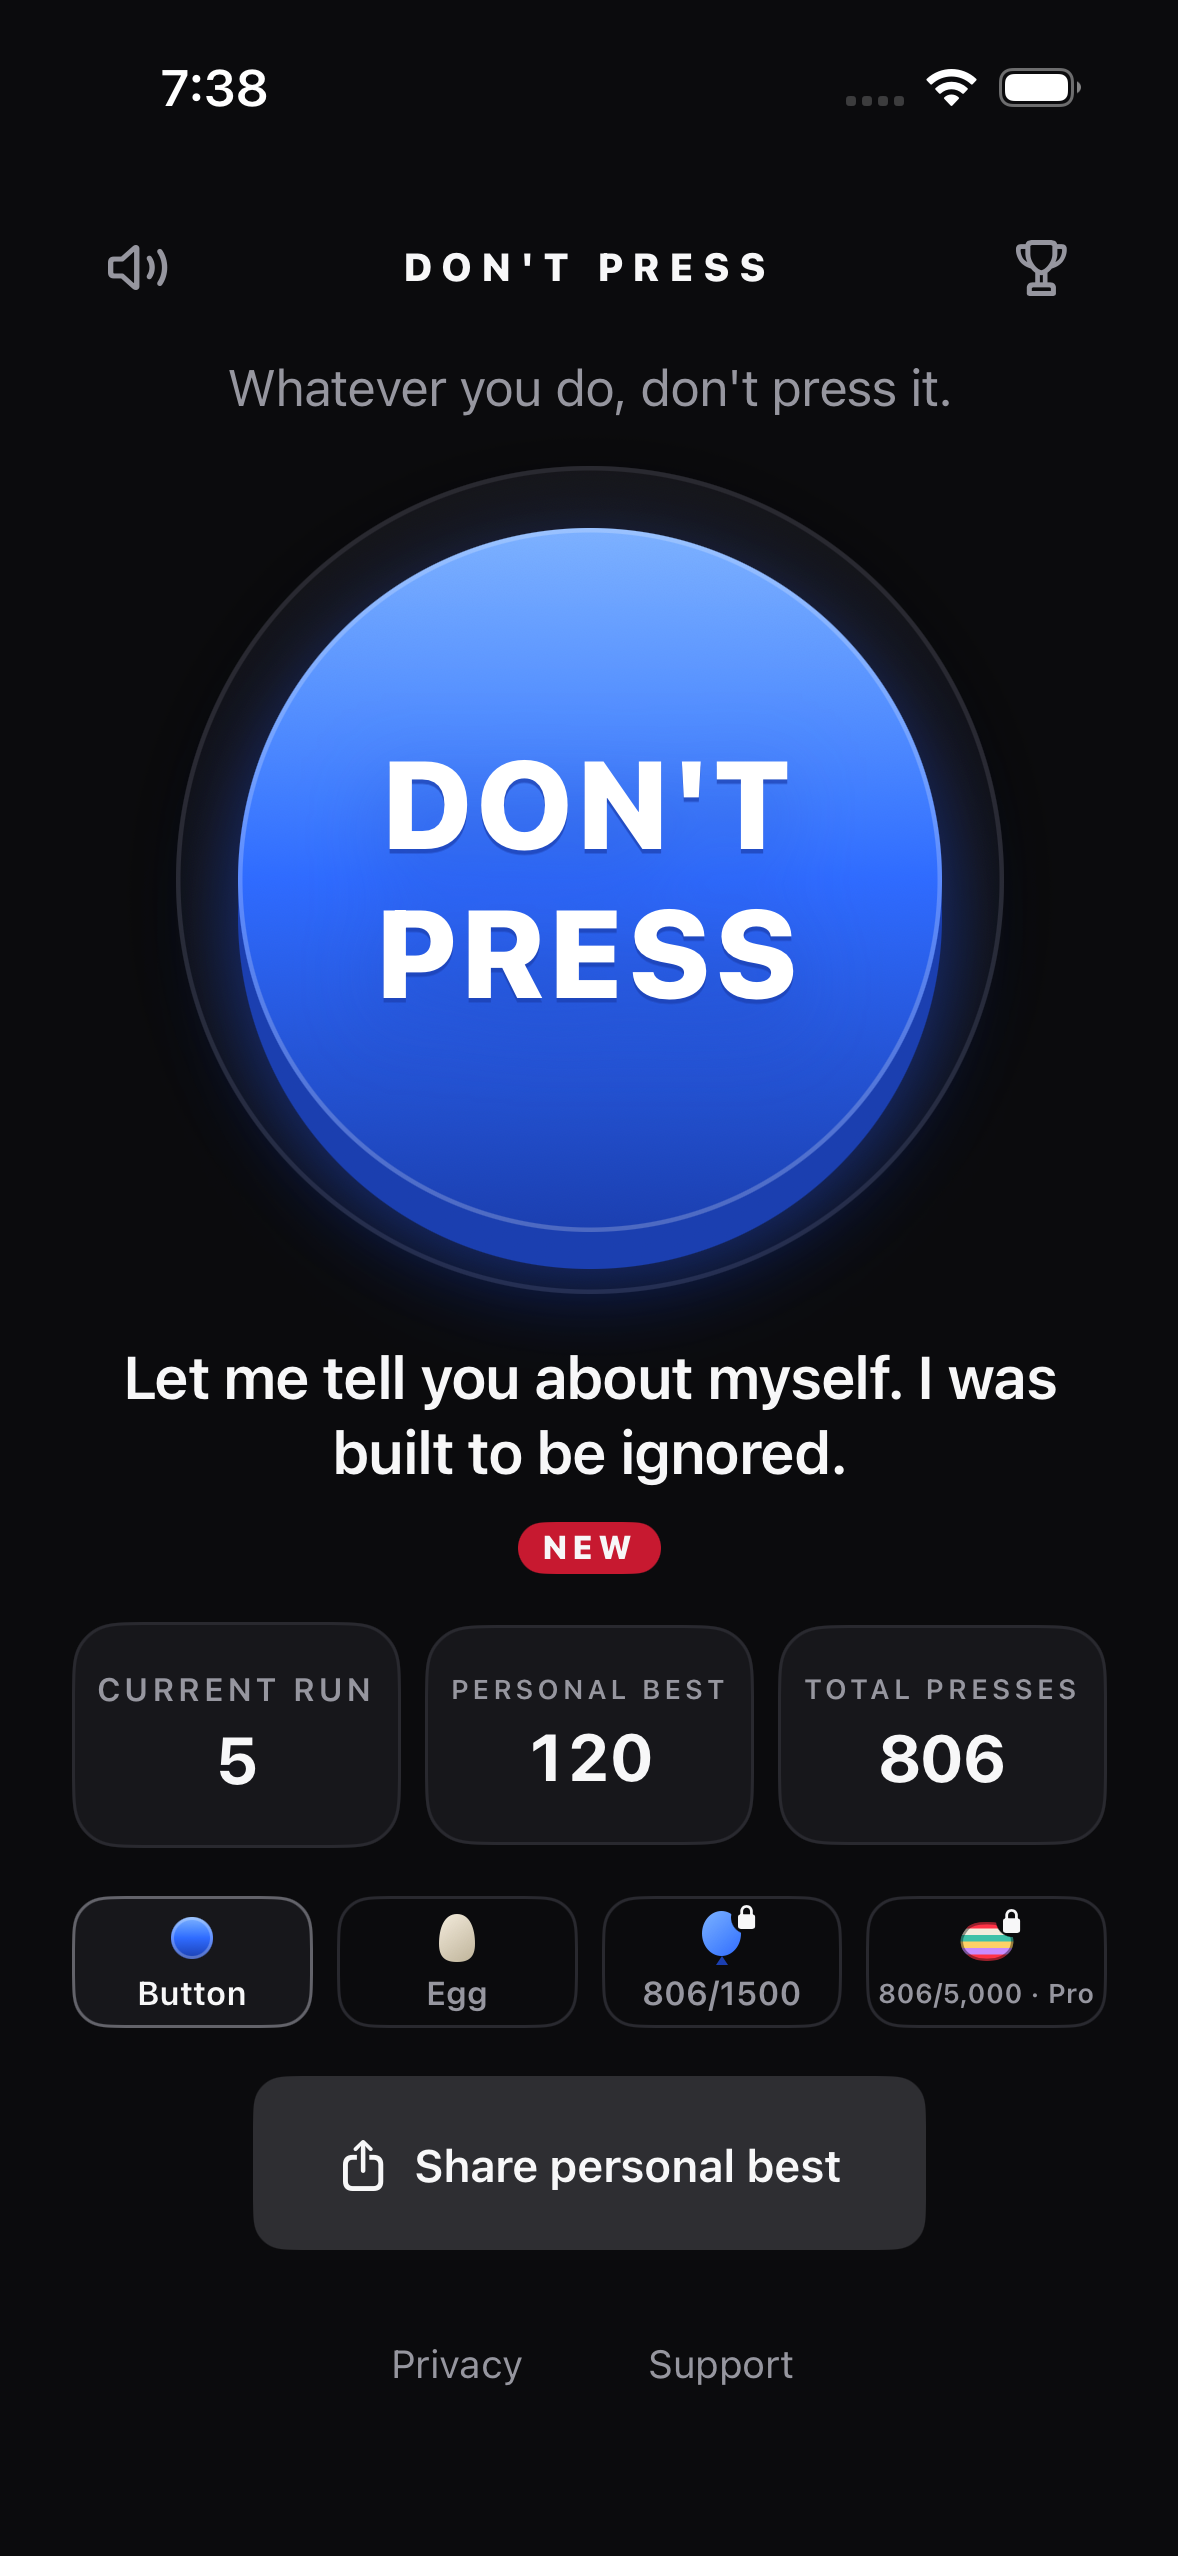 7:38
DON'T PRESS
Whatever you do, don't press it.
DON'T
PRESS
Let me tell you about myself. I was
built to be ignored.
NEW
CURRENT RUN
5
PERSONAL BEST
120
TOTAL PRESSES
806
Button
Egg
806/1500
806/5,000 · Pro
Share personal best
Privacy
Support